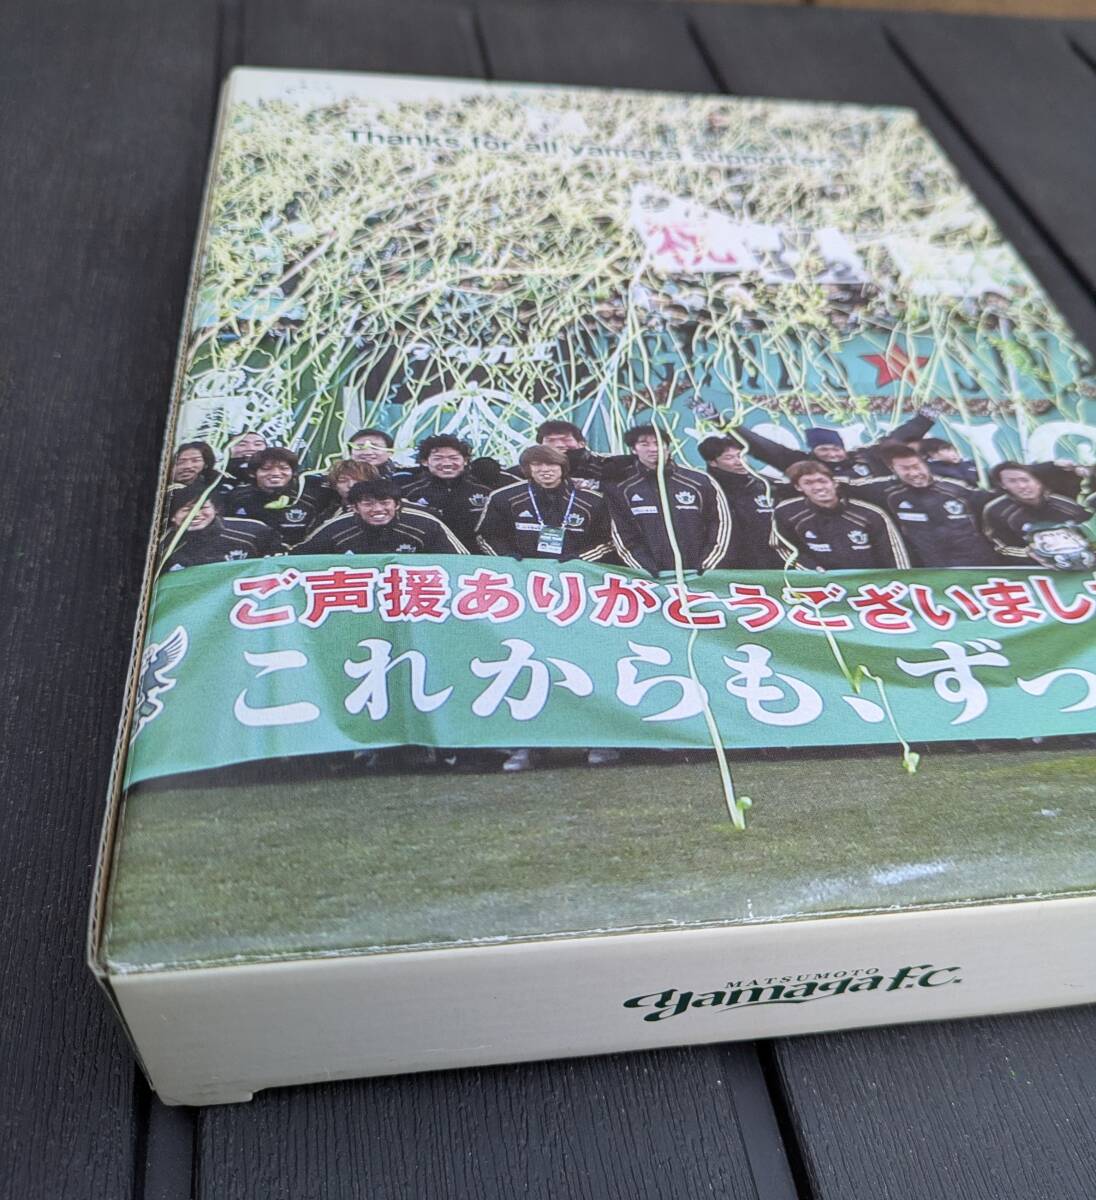 Thanks for all yamaga supporters
祝
ご声援ありがとうございまし
これからも、ずっ
MATSUMOTO
yamaga F.C.